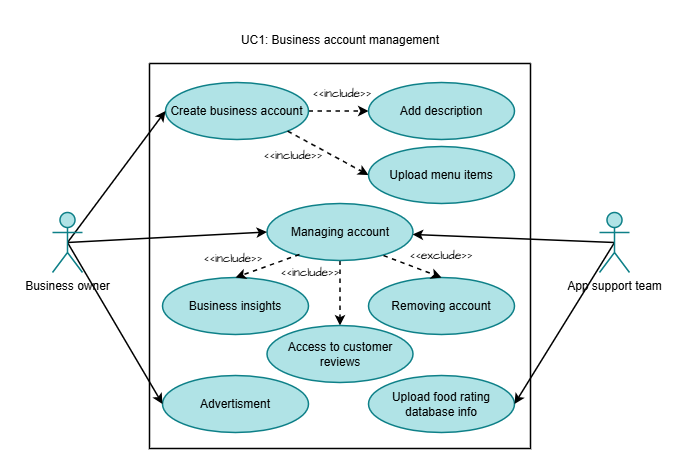 UC1: Business account management
<<include>>
Create business account
Add description
<<include>>
Upload menu items
Managing account
<<include>>
<<exclude>>
<<include>>
Business owner
App support team
Business insights
Removing account
Access to customer
reviews
Advertisment
Upload food rating
database info